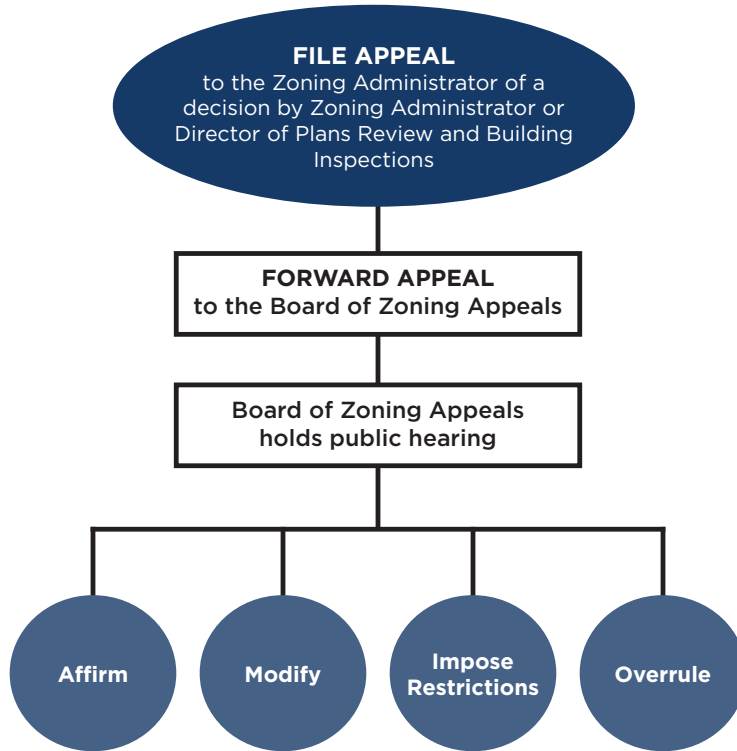 FILE APPEAL
to the Zoning Administrator of a
decision by Zoning Administrator or
Director of Plans Review and Building
Inspections
FORWARD APPEAL
to the Board of Zoning Appeals
Board of Zoning Appeals
holds public hearing
Affirm
Modify
Impose
Restrictions
Overrule